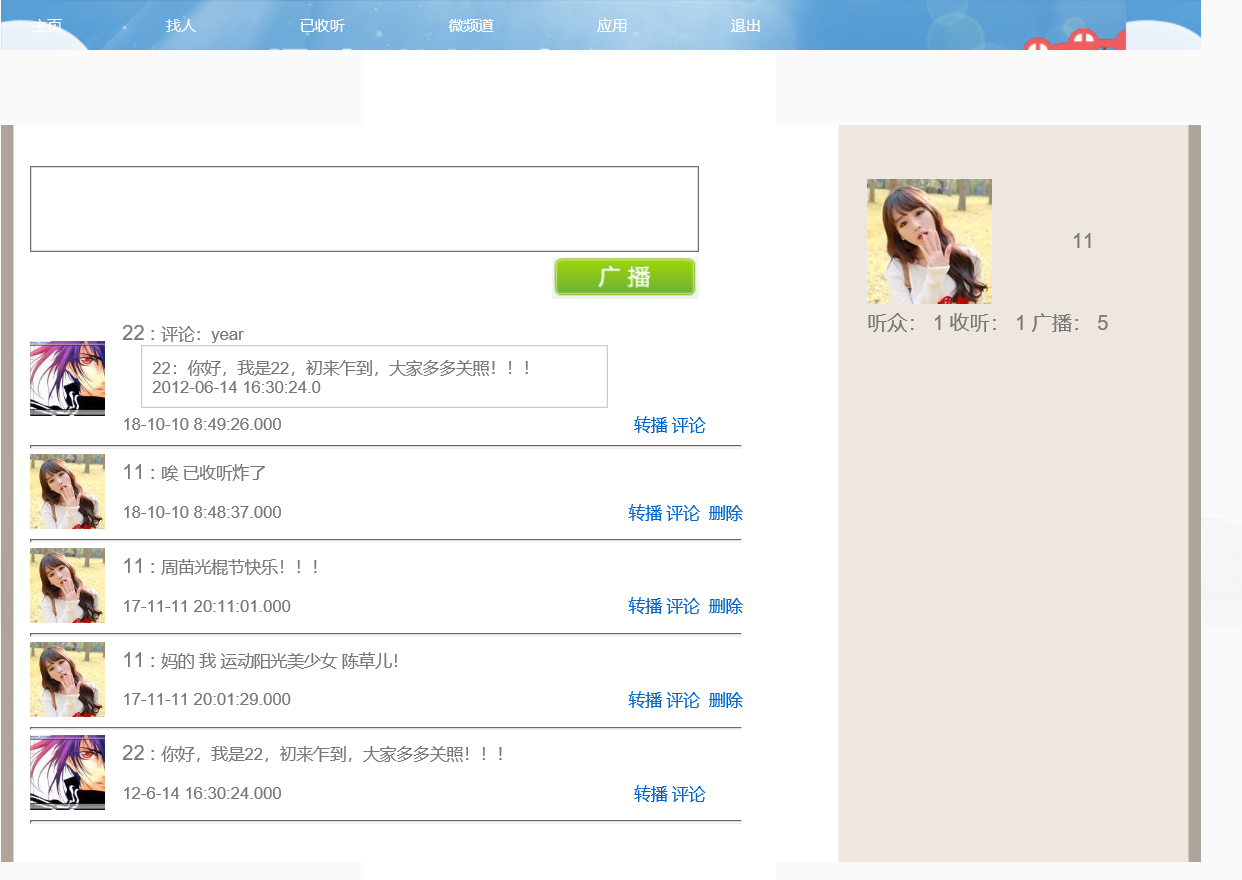 主页 找人 已收听 微频道 应用 退出
广 播
11
听众： 1 收听： 1 广播： 5
22 : 评论：year
22：你好，我是22，初来乍到，大家多多关照！！！
2012-06-14 16:30:24.0
18-10-10 8:49:26.000 转播 评论
11 : 唉 已收听炸了
18-10-10 8:48:37.000 转播 评论 删除
11 : 周苗光棍节快乐！！！
17-11-11 20:11:01.000 转播 评论 删除
11 : 妈的 我 运动阳光美少女 陈草儿！
17-11-11 20:01:29.000 转播 评论 删除
22 : 你好，我是22，初来乍到，大家多多关照！！！
12-6-14 16:30:24.000 转播 评论